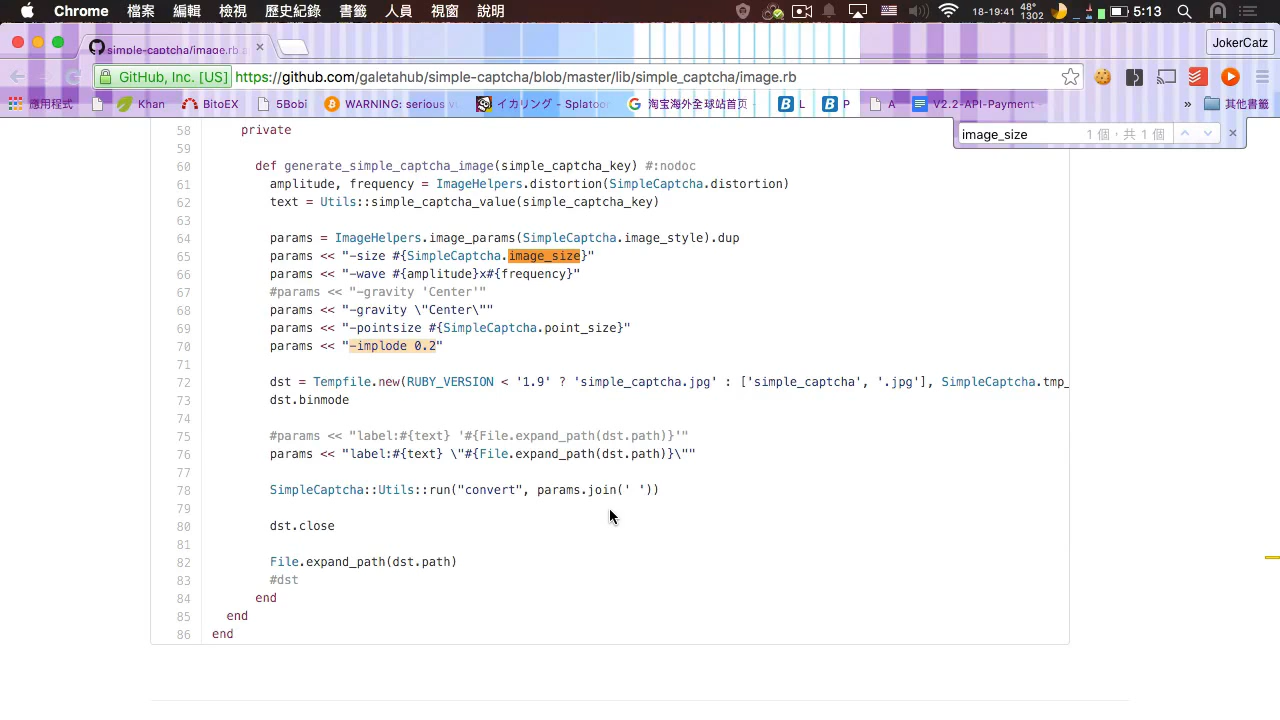 Chrome 檔案 編輯 檢視 歷史紀錄 書籤 人員 視窗 說明 18-19:41 48° 1302 5:13
simple-captcha/image.rb a
JokerCatz
GitHub, Inc. [US] https://github.com/galetahub/simple-captcha/blob/master/lib/simple_captcha/image.rb
應用程式 Khan BitoEX 5Bobi WARNING: serious イカリング - Splatoon 淘宝海外全球站首页 - B L B P A V2.2-API-Payment - » 其他書籤
image_size 1 個,共 1 個
58 private
59
60 def generate_simple_captcha_image(simple_captcha_key) #:nodoc
61 amplitude, frequency = ImageHelpers.distortion(SimpleCaptcha.distortion)
62 text = Utils::simple_captcha_value(simple_captcha_key)
63
64 params = ImageHelpers.image_params(SimpleCaptcha.image_style).dup
65 params << "-size #{SimpleCaptcha.image_size}"
66 params << "-wave #{amplitude}x#{frequency}"
67 #params << "-gravity 'Center'"
68 params << "-gravity \"Center\""
69 params << "-pointsize #{SimpleCaptcha.point_size}"
70 params << "-implode 0.2"
71
72 dst = Tempfile.new(RUBY_VERSION < '1.9' ? 'simple_captcha.jpg' : ['simple_captcha', '.jpg'], SimpleCaptcha.tmp_
73 dst.binmode
74
75 #params << "label:#{text} '#{File.expand_path(dst.path)}'"
76 params << "label:#{text} \"#{File.expand_path(dst.path)}\""
77
78 SimpleCaptcha::Utils::run("convert", params.join(' '))
79
80 dst.close
81
82 File.expand_path(dst.path)
83 #dst
84 end
85 end
86 end